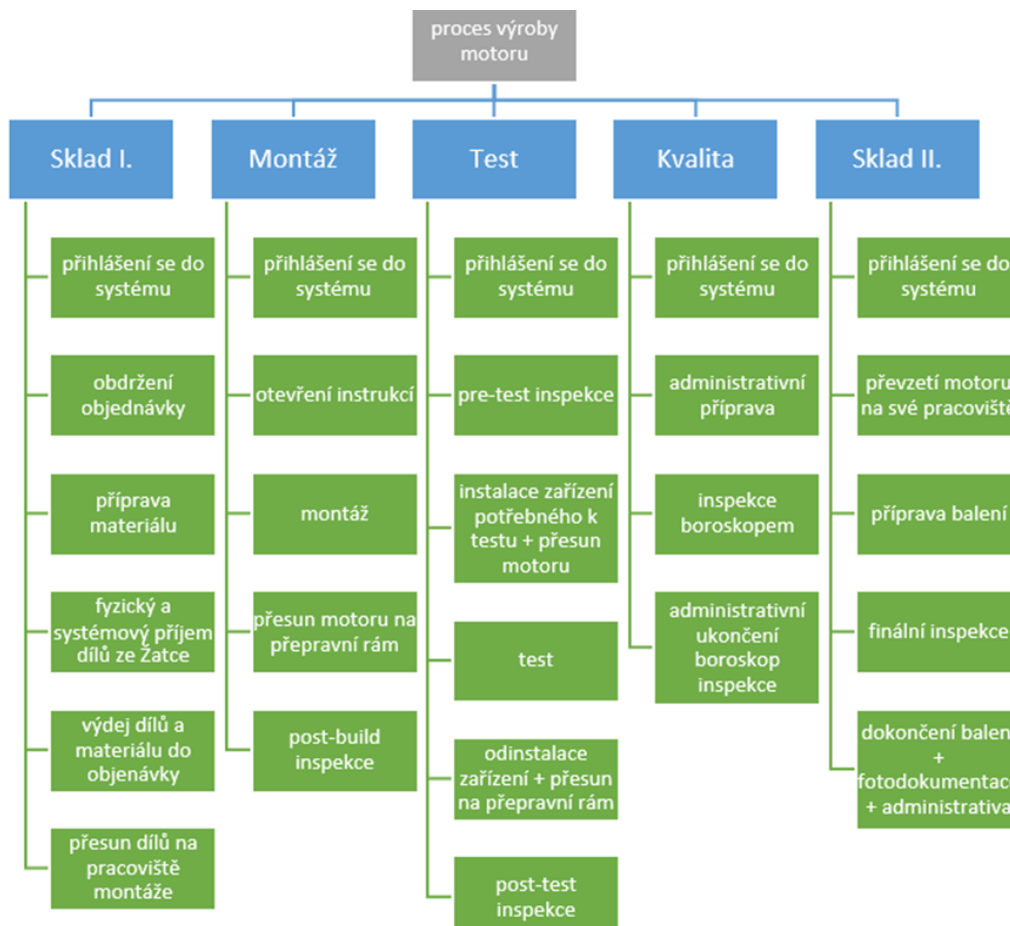 proces výroby
motoru
Sklad I.
Montáž
Test
Kvalita
Sklad II.
přihlášení se do
systému
obdržení
objednávky
příprava
materiálu
fyzický a
systémový příjem
dílů ze Žatce
výdej dílů a
materiálu do
objenávky
přesun dílů na
pracoviště
montáže
přihlášení se do
systému
otevření instrukcí
montáž
přesun motoru na
přepravní rám
post-build
inspekce
přihlášení se do
systému
pre-test inspekce
instalace zařízení
potřebného k
testu + přesun
motoru
test
odinstalace
zařízení + přesun
na přepravní rám
post-test
inspekce
přihlášení se do
systému
administrativní
příprava
inspekce
boroskopem
administrativní
ukončení
boroskop
inspekce
přihlášení se do
systému
převzetí motoru
na své pracoviště
příprava balení
finální inspekce
dokončení balení
+
fotodokumentace
+ administrativa